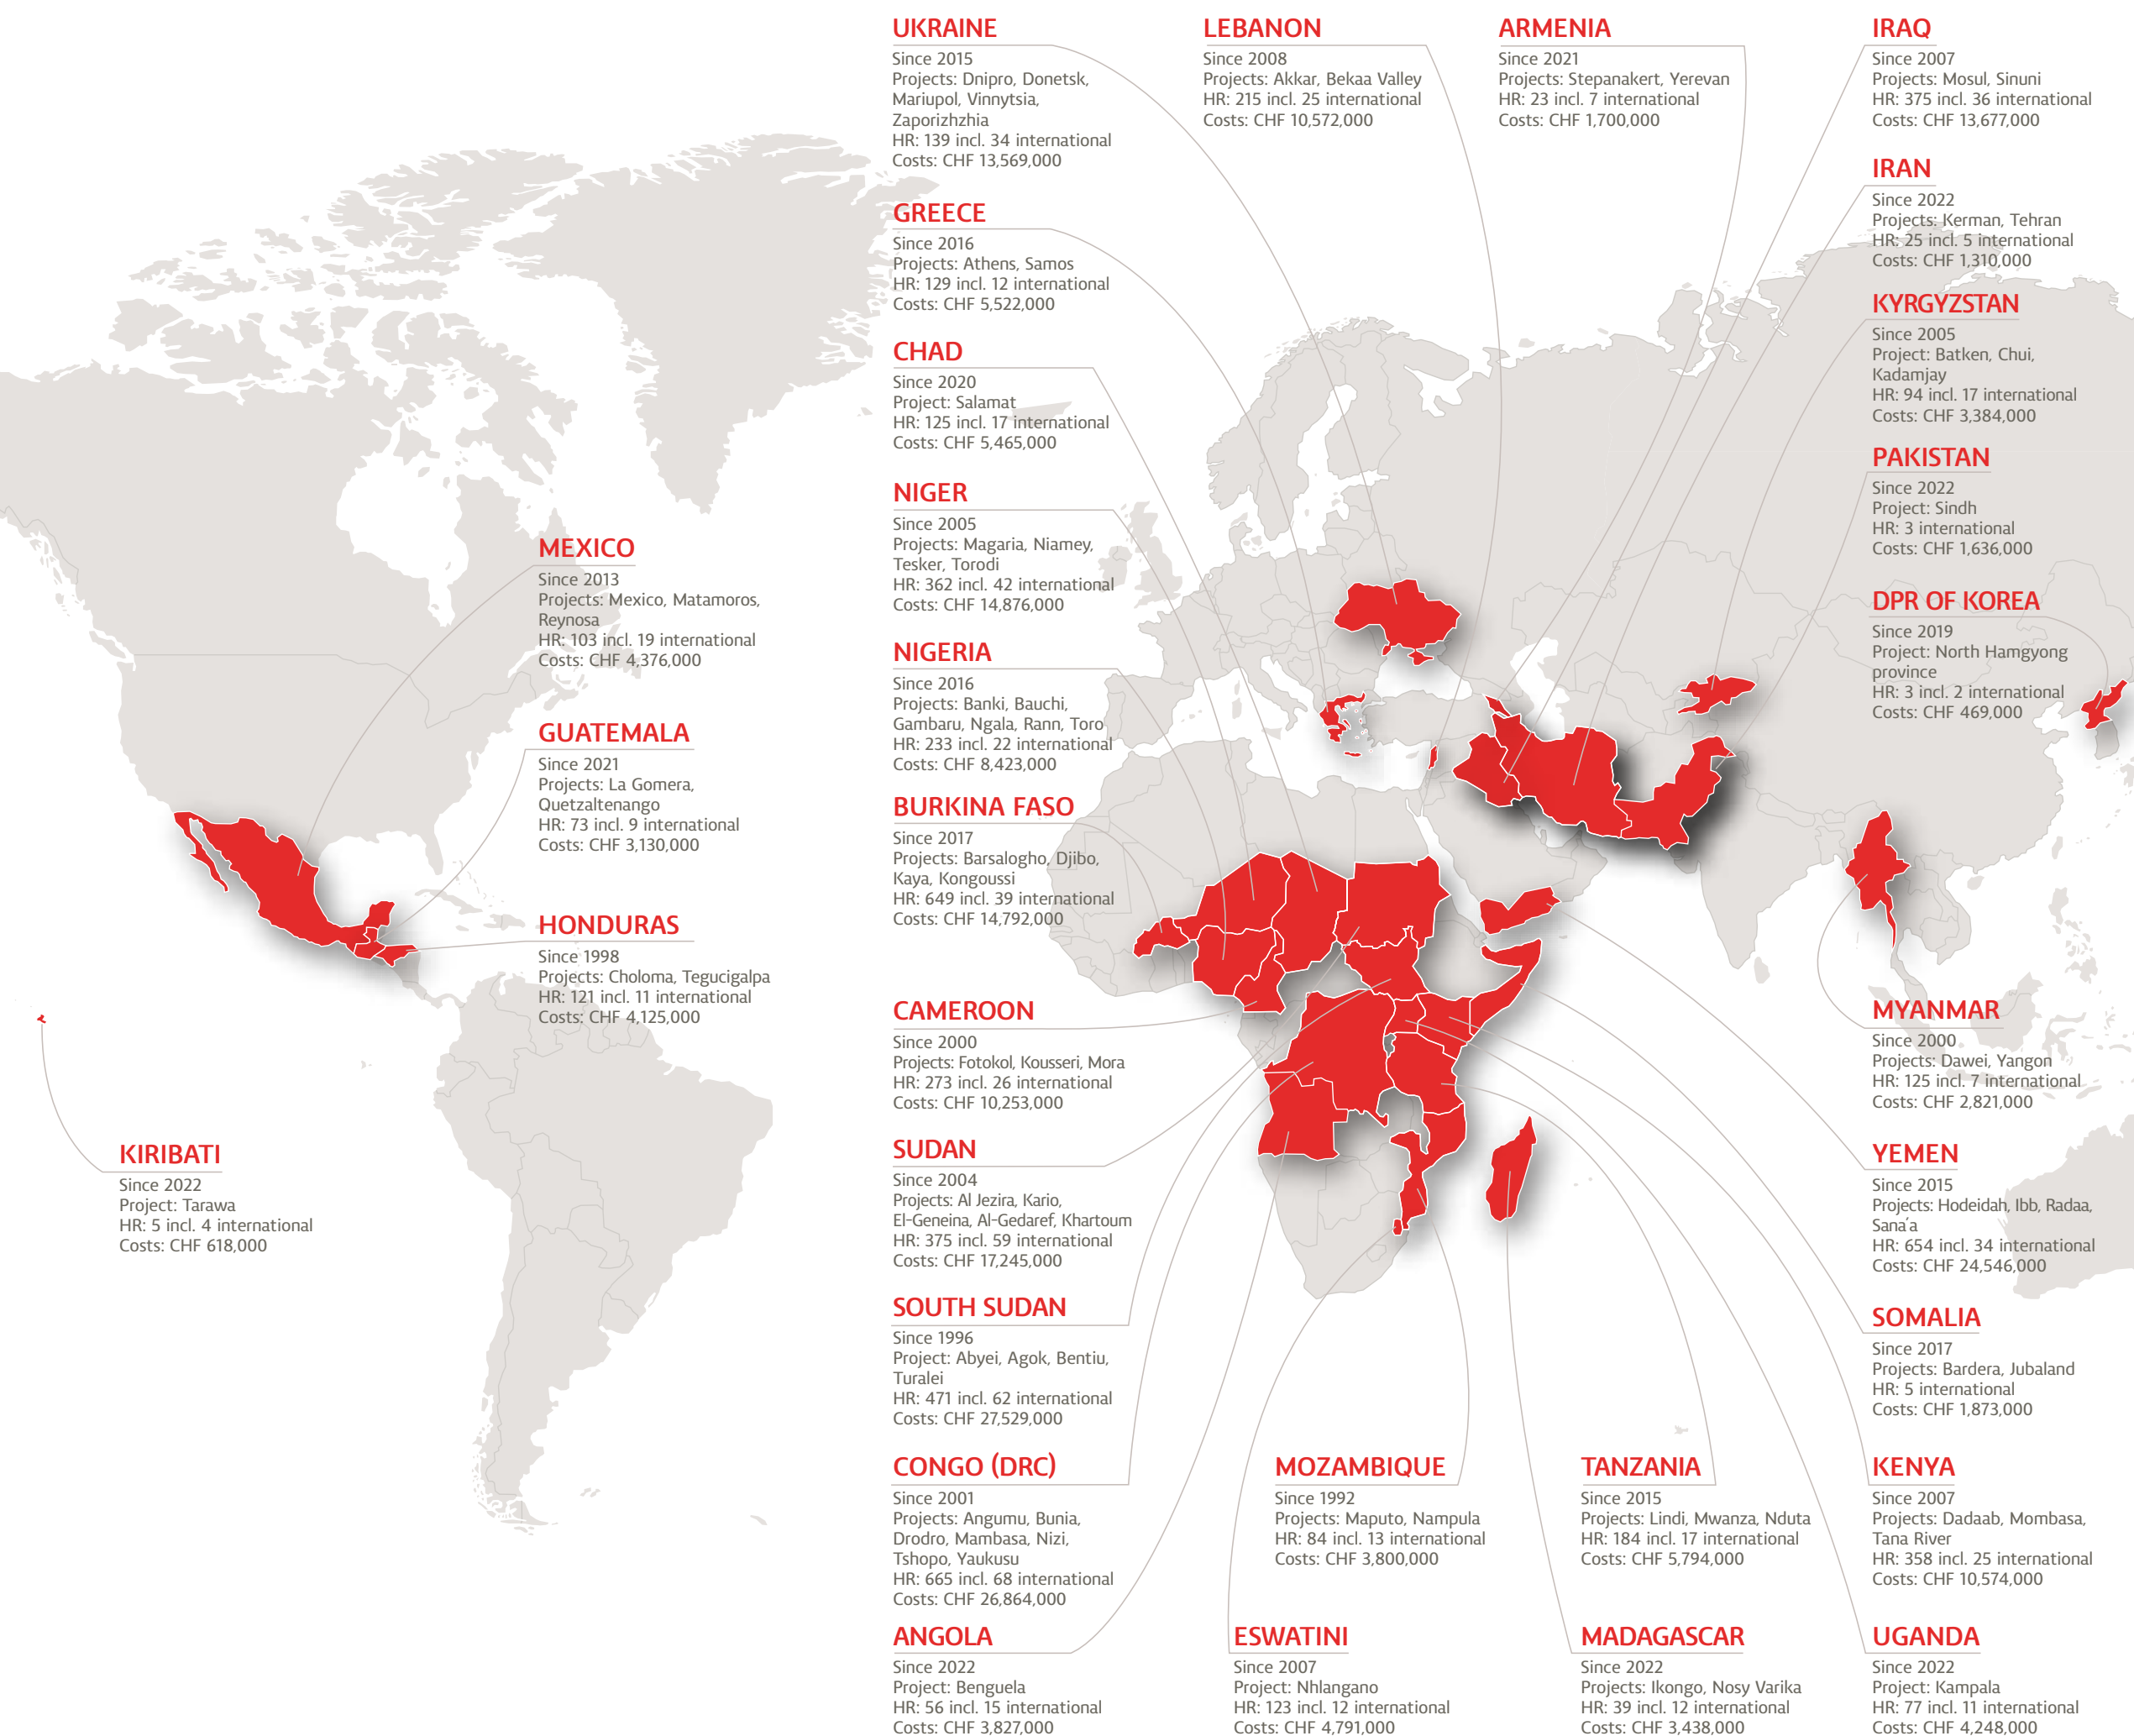 MEXICO
Since 2013
Projects: Mexico, Matamoros,
Reynosa
HR: 103 incl. 19 international
Costs: CHF 4,376,000
GUATEMALA
Since 2021
Projects: La Gomera,
Quetzaltenango
HR: 73 incl. 9 international
Costs: CHF 3,130,000
HONDURAS
Since 1998
Projects: Choloma, Tegucigalpa
HR: 121 incl. 11 international
Costs: CHF 4,125,000
KIRIBATI
Since 2022
Project: Tarawa
HR: 5 incl. 4 international
Costs: CHF 618,000
UKRAINE
Since 2015
Projects: Dnipro, Donetsk,
Mariupol, Vinnytsia,
Zaporizhzhia
HR: 139 incl. 34 international
Costs: CHF 13,569,000
GREECE
Since 2016
Projects: Athens, Samos
HR: 129 incl. 12 international
Costs: CHF 5,522,000
CHAD
Since 2020
Project: Salamat
HR: 125 incl. 17 international
Costs: CHF 5,465,000
NIGER
Since 2005
Projects: Magaria, Niamey,
Tesker, Torodi
HR: 362 incl. 42 international
Costs: CHF 14,876,000
NIGERIA
Since 2016
Projects: Banki, Bauchi,
Gambaru, Ngala, Rann, Toro
HR: 233 incl. 22 international
Costs: CHF 8,423,000
BURKINA FASO
Since 2017
Projects: Barsalogho, Djibo,
Kaya, Kongoussi
HR: 649 incl. 39 international
Costs: CHF 14,792,000
CAMEROON
Since 2000
Projects: Fotokol, Kousseri, Mora
HR: 273 incl. 26 international
Costs: CHF 10,253,000
SUDAN
Since 2004
Projects: Al Jezira, Kario,
El-Geneina, Al-Gedaref, Khartoum
HR: 375 incl. 59 international
Costs: CHF 17,245,000
SOUTH SUDAN
Since 1996
Project: Abyei, Agok, Bentiu,
Turalei
HR: 471 incl. 62 international
Costs: CHF 27,529,000
CONGO (DRC)
Since 2001
Projects: Angumu, Bunia,
Drodro, Mambasa, Nizi,
Tshopo, Yaukusu
HR: 665 incl. 68 international
Costs: CHF 26,864,000
ANGOLA
Since 2022
Project: Benguela
HR: 56 incl. 15 international
Costs: CHF 3,827,000
LEBANON
Since 2008
Projects: Akkar, Bekaa Valley
HR: 215 incl. 25 international
Costs: CHF 10,572,000
ARMENIA
Since 2021
Projects: Stepanakert, Yerevan
HR: 23 incl. 7 international
Costs: CHF 1,700,000
MOZAMBIQUE
Since 1992
Projects: Maputo, Nampula
HR: 84 incl. 13 international
Costs: CHF 3,800,000
ESWATINI
Since 2007
Project: Nhlangano
HR: 123 incl. 12 international
Costs: CHF 4,791,000
TANZANIA
Since 2015
Projects: Lindi, Mwanza, Nduta
HR: 184 incl. 17 international
Costs: CHF 5,794,000
MADAGASCAR
Since 2022
Projects: Ikongo, Nosy Varika
HR: 39 incl. 12 international
Costs: CHF 3,438,000
IRAQ
Since 2007
Projects: Mosul, Sinuni
HR: 375 incl. 36 international
Costs: CHF 13,677,000
IRAN
Since 2022
Projects: Kerman, Tehran
HR: 25 incl. 5 international
Costs: CHF 1,310,000
KYRGYZSTAN
Since 2005
Project: Batken, Chui,
Kadamjay
HR: 94 incl. 17 international
Costs: CHF 3,384,000
PAKISTAN
Since 2022
Project: Sindh
HR: 3 international
Costs: CHF 1,636,000
DPR OF KOREA
Since 2019
Project: North Hamgyong
province
HR: 3 incl. 2 international
Costs: CHF 469,000
MYANMAR
Since 2000
Projects: Dawei, Yangon
HR: 125 incl. 7 international
Costs: CHF 2,821,000
YEMEN
Since 2015
Projects: Hodeidah, Ibb, Radaa,
Sana'a
HR: 654 incl. 34 international
Costs: CHF 24,546,000
SOMALIA
Since 2017
Projects: Bardera, Jubaland
HR: 5 international
Costs: CHF 1,873,000
KENYA
Since 2007
Projects: Dadaab, Mombasa,
Tana River
HR: 358 incl. 25 international
Costs: CHF 10,574,000
UGANDA
Since 2022
Project: Kampala
HR: 77 incl. 11 international
Costs: CHF 4,248,000